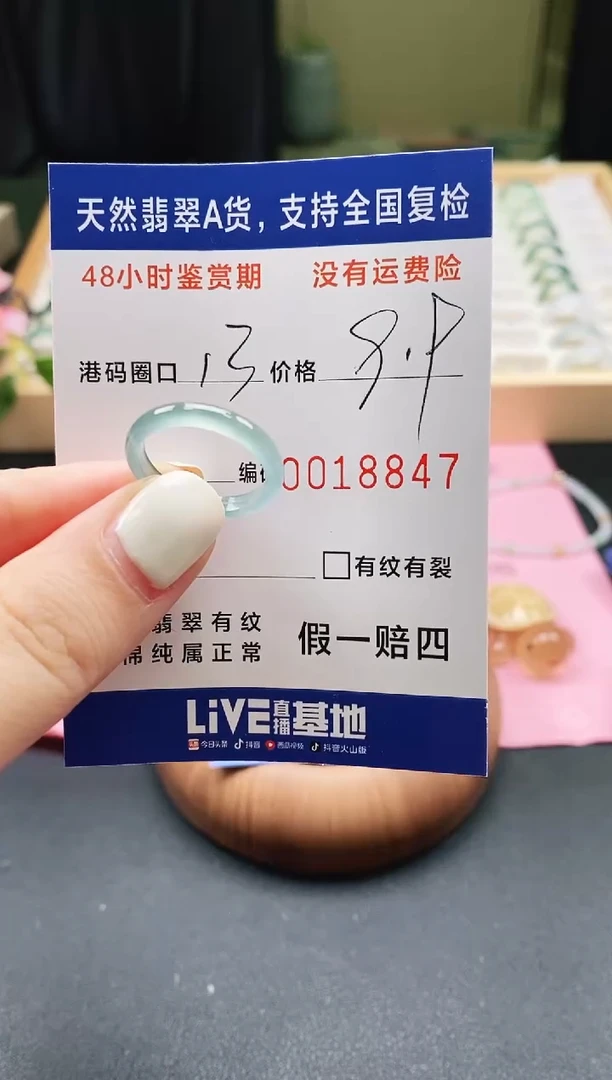 天然翡翠A货，支持全国复检
48小时鉴赏期 没有运费险
港码圈口 13 价格
编 0018847
□有纹有裂
翡翠有纹
棉纯属正常 假一赔四
LiVE直播基地
今日头条 抖音 西瓜视频 抖音火山版